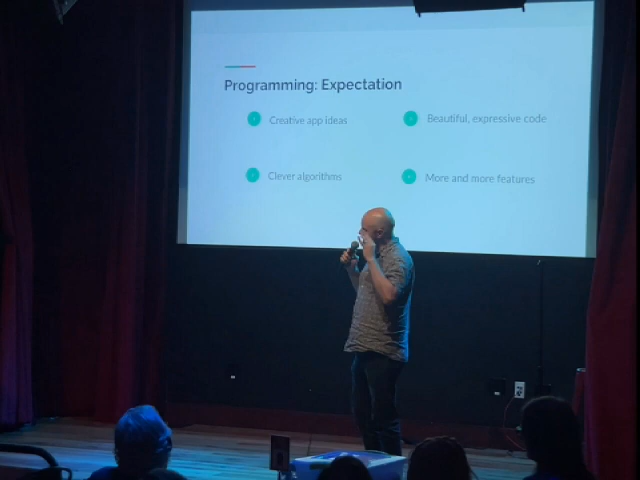 Programming: Expectation
Creative app ideas
Beautiful, expressive code
Clever algorithms
More and more features